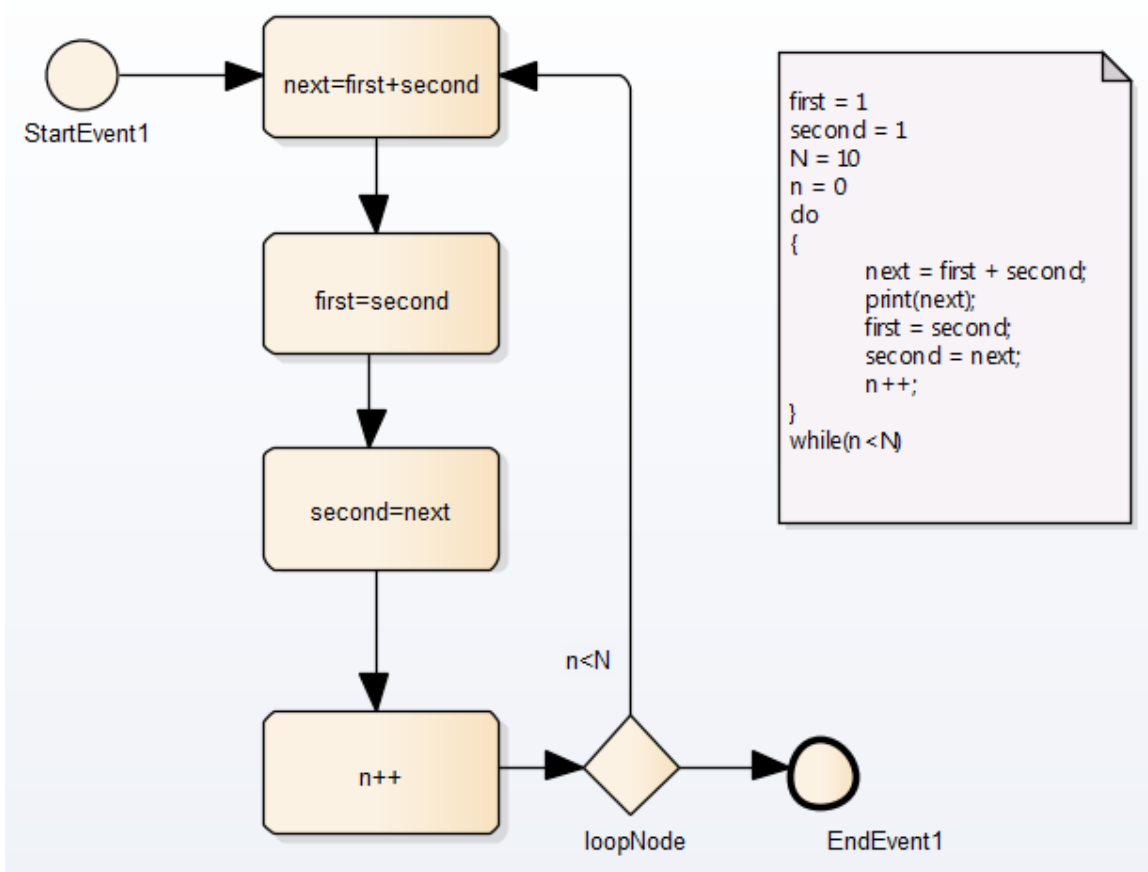 next=first+second
StartEvent1
first=second
second=next
n<N
n++
loopNode
EndEvent1
first = 1
second = 1
N = 10
n = 0
do
{
next = first + second;
print(next);
first = second;
second = next;
n++;
}
while(n<N)